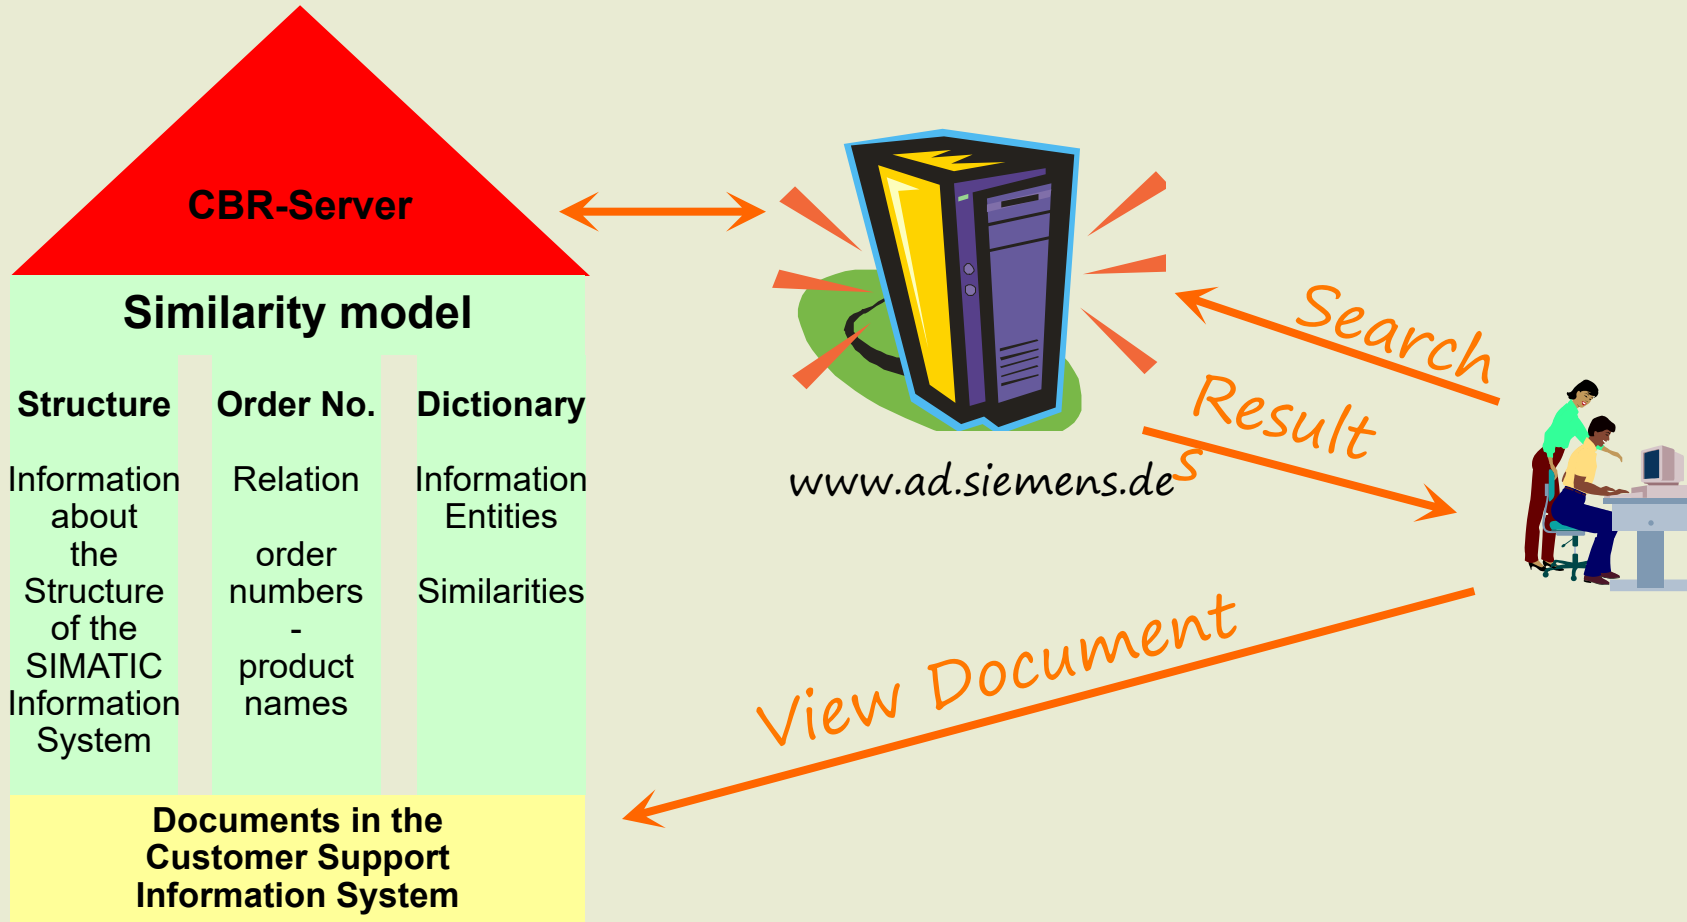 CBR-Server
Similarity model
Structure
Information
about
the
Structure
of the
SIMATIC
Information
System
Order No.
Relation
order
numbers
-
product
names
Dictionary
Information
Entities
Similarities
Documents in the
Customer Support
Information System
www.ad.siemens.de
Search
Result
s
View Document